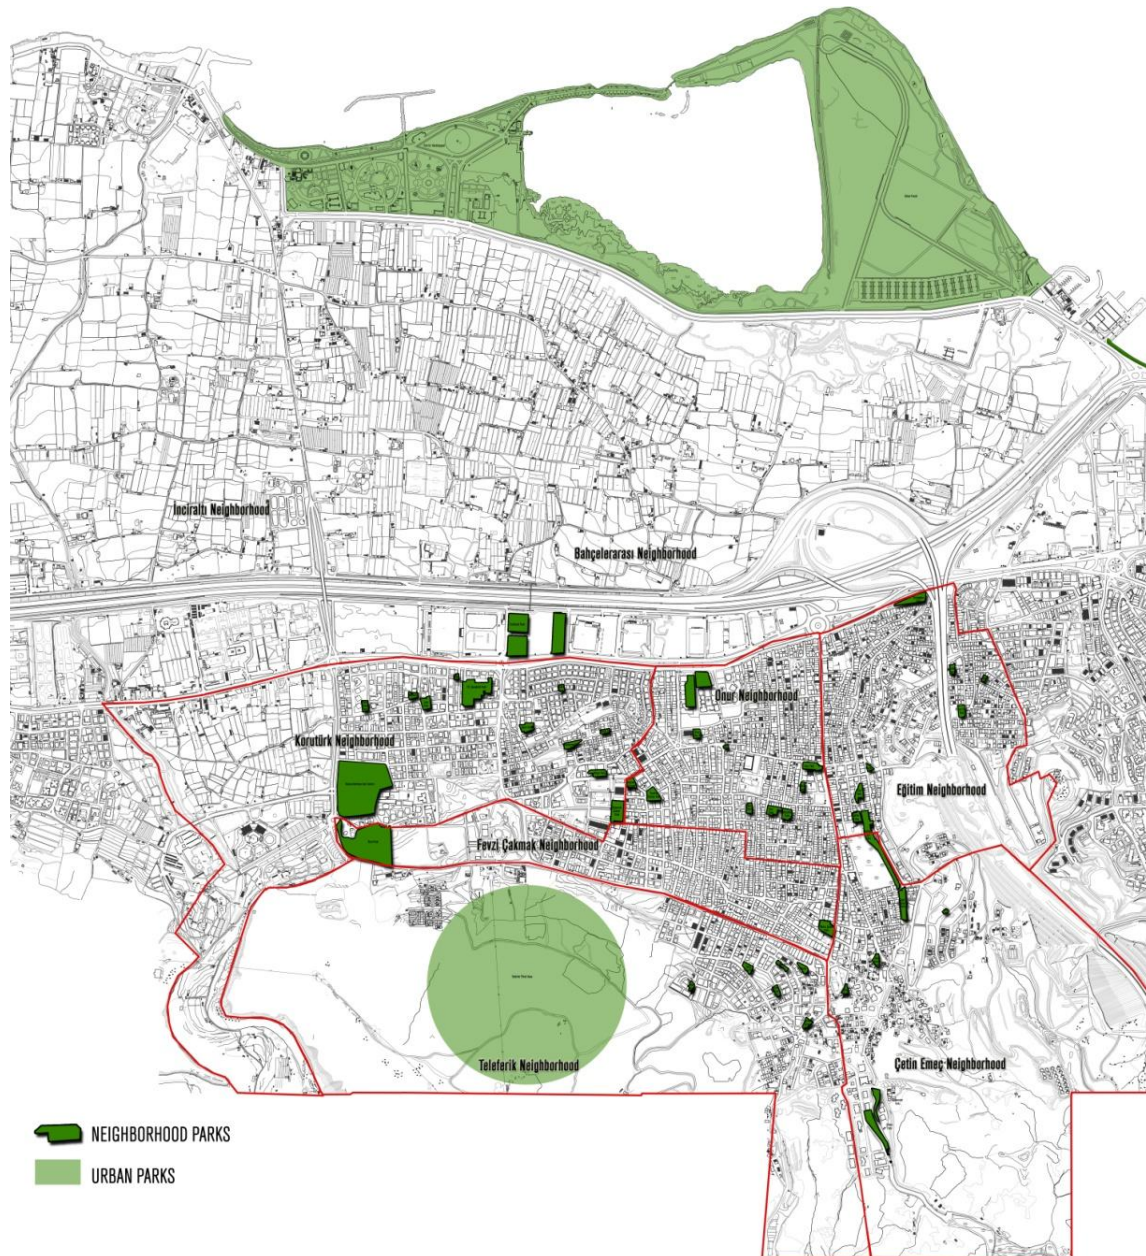 İnciraltı Neighborhood
Bahçelerarası Neighborhood
Onur Neighborhood
Korutürk Neighborhood
Eğitim Neighborhood
Fevzi Çakmak Neighborhood
Teleferik Neighborhood
Çetin Emeç Neighborhood
NEIGHBORHOOD PARKS
URBAN PARKS